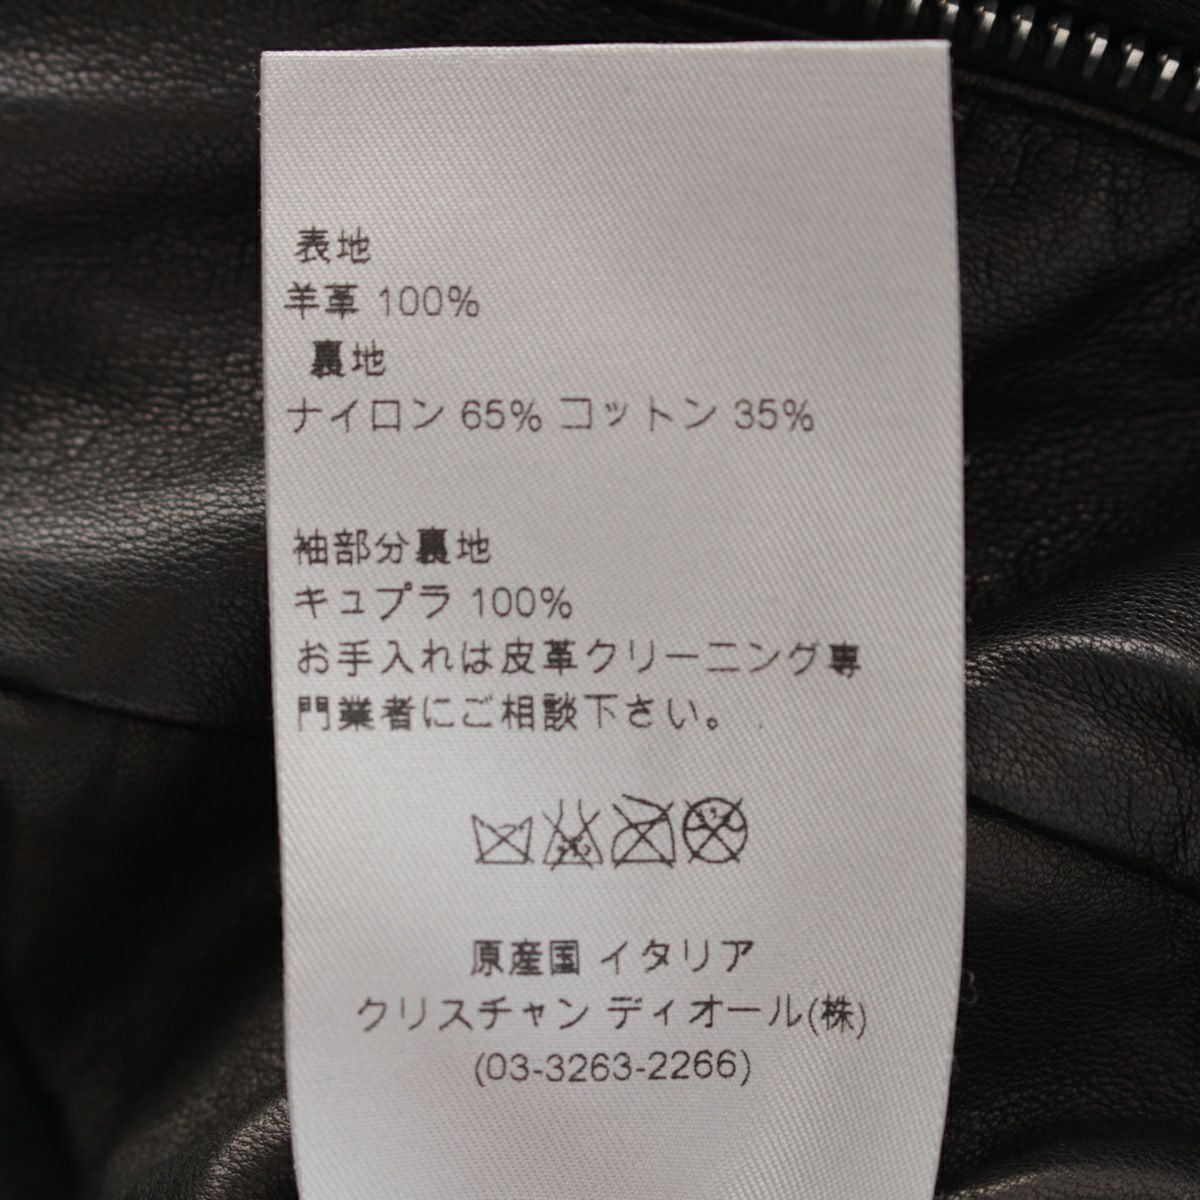 表地
羊革 100%
裏地
ナイロン 65% コットン 35%
袖部分裏地
キュプラ 100%
お手入れは皮革クリーニング専
門業者にご相談下さい。
原産国 イタリア
クリスチャン ディオール(株)
(03-3263-2266)